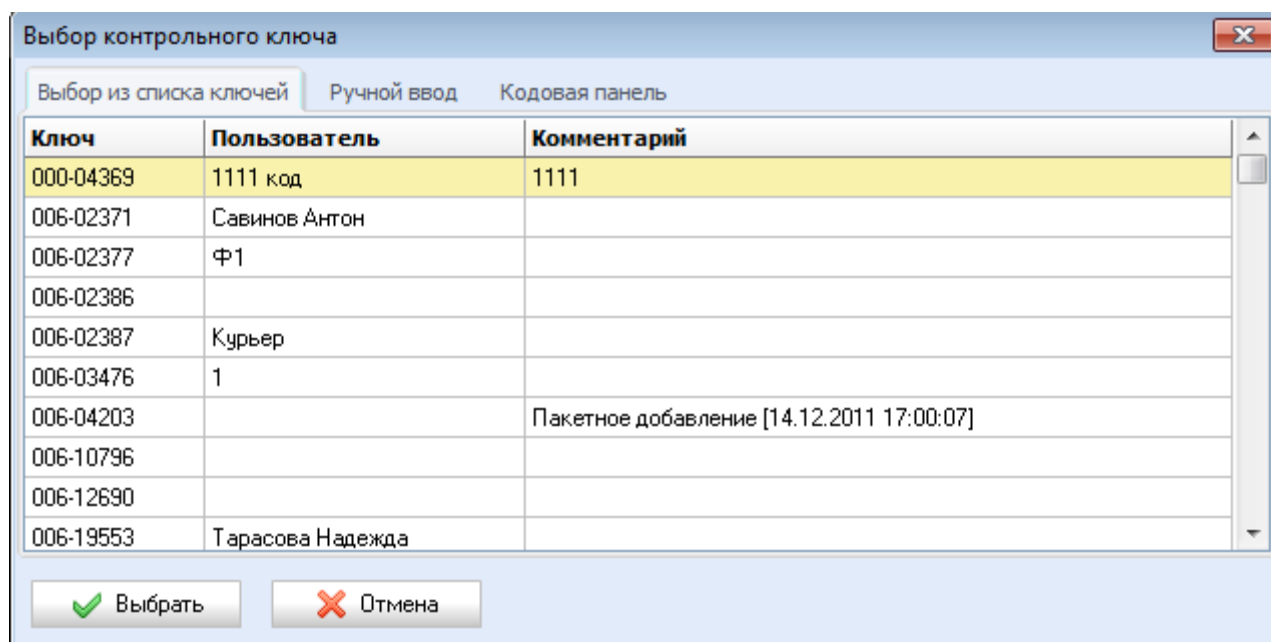 Выбор контрольного ключа
Выбор из списка ключей Ручной ввод Кодовая панель
Ключ Пользователь Комментарий
000-04369 1111 код 1111
006-02371 Савинов Антон
006-02377 Ф1
006-02386
006-02387 Курьер
006-03476 1
006-04203 Пакетное добавление [14.12.2011 17:00:07]
006-10796
006-12690
006-19553 Тарасова Надежда
Выбрать Отмена